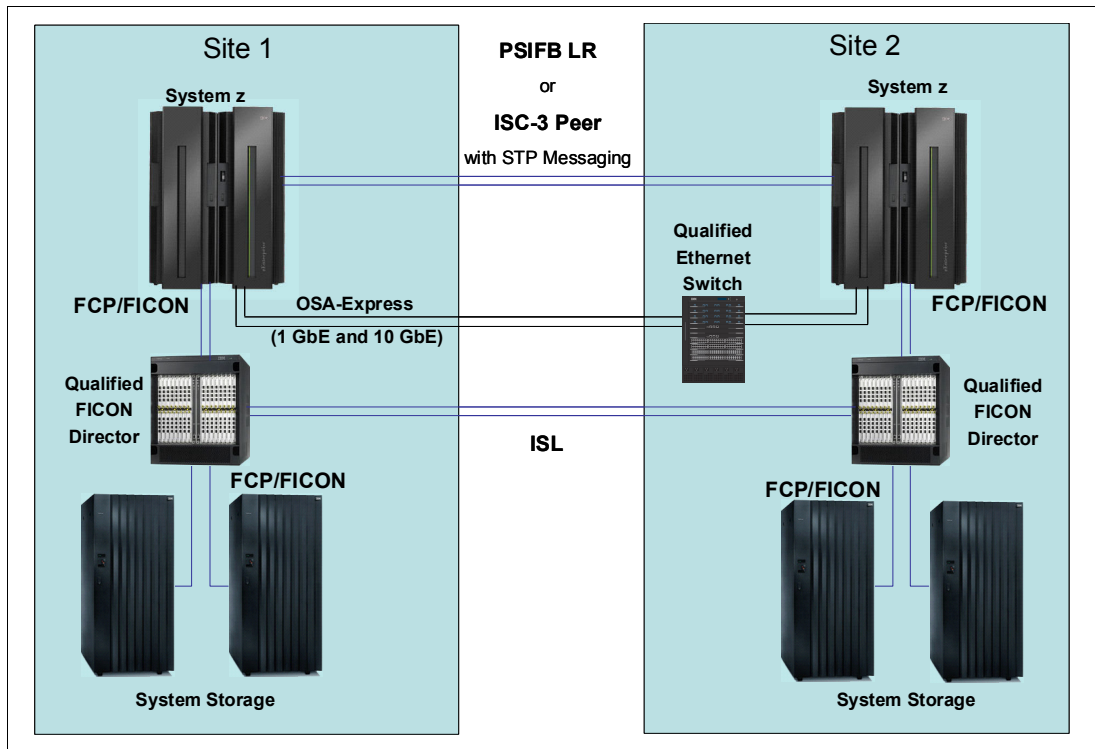 Site 1
PSIFB LR
or
ISC-3 Peer
with STP Messaging
Site 2
System z
System z
Qualified
Ethernet
Switch
FCP/FICON
OSA-Express
(1 GbE and 10 GbE)
FCP/FICON
Qualified
FICON
Director
Qualified
FICON
Director
ISL
FCP/FICON
FCP/FICON
System Storage
System Storage